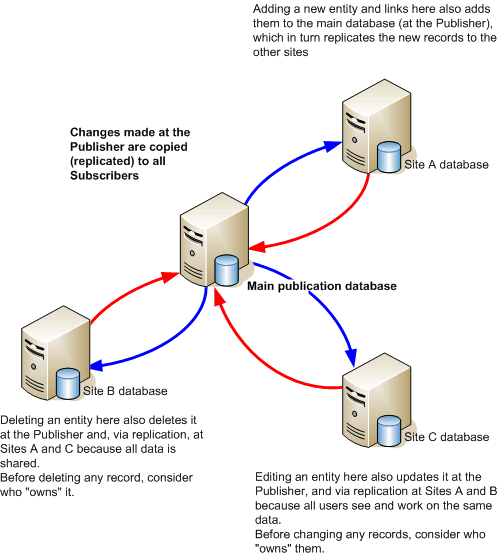 Adding a new entity and links here also adds
them to the main database (at the Publisher),
which in turn replicates the new records to the
other sites
Changes made at the
Publisher are copied
(replicated) to all
Subscribers
Site A database
Main publication database
Site B database
Deleting an entity here also deletes it
at the Publisher and, via replication, at
Sites A and C because all data is
shared.
Before deleting any record, consider
who "owns" it.
Site C database
Editing an entity here also updates it at the
Publisher, and via replication at Sites A and B
because all users see and work on the same
data.
Before changing any records, consider who
"owns" them.